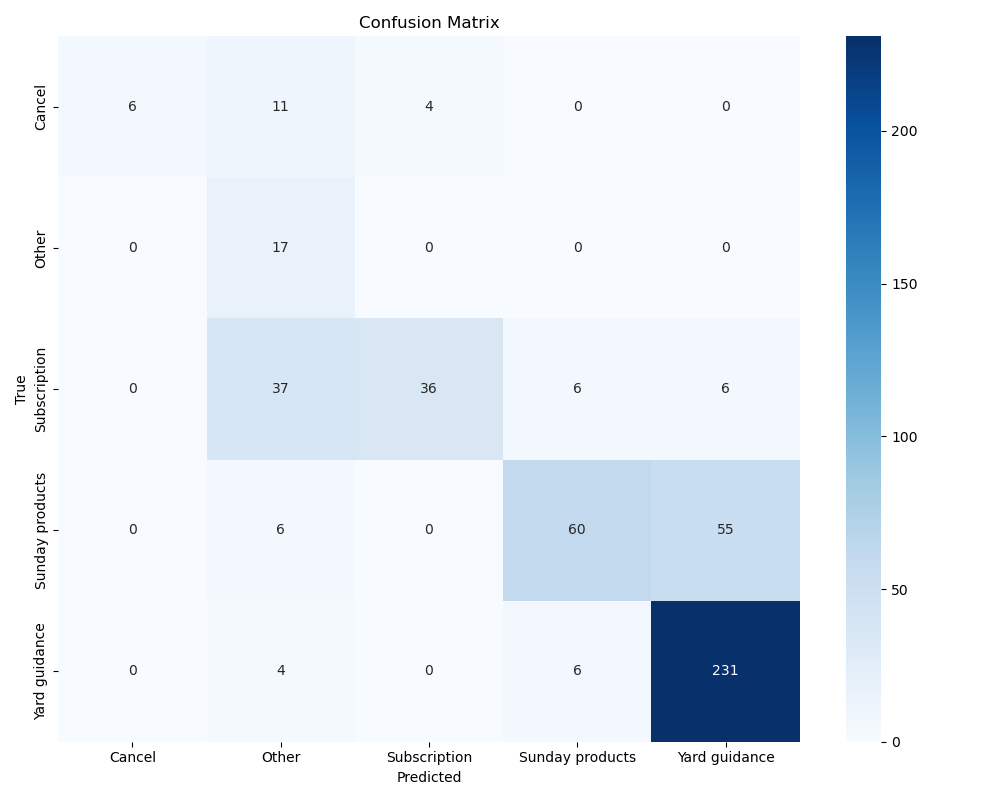 Confusion Matrix
Cancel
6 11 4 0 0
Other
0 17 0 0 0
Subscription
0 37 36 6 6
Sunday products
0 6 0 60 55
Yard guidance
0 4 0 6 231
True
Cancel Other Subscription Sunday products Yard guidance
Predicted
200
150
100
50
0